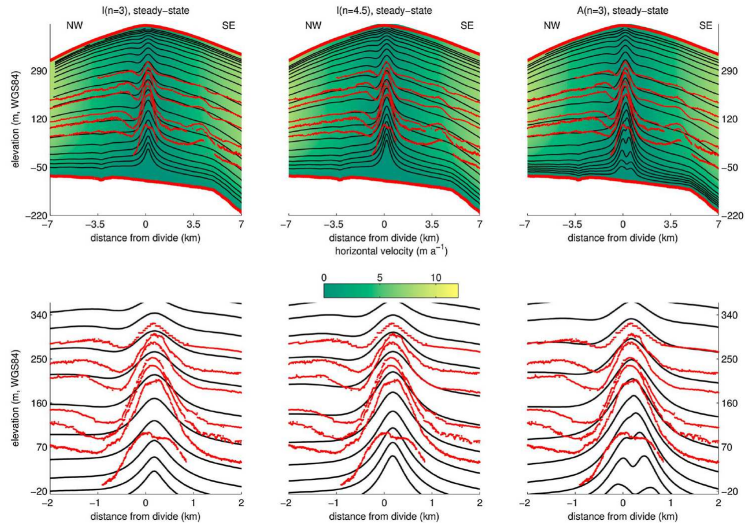 I(n=3), steady-state
I(n=4.5), steady-state
A(n=3), steady-state
NW SE
NW SE
NW SE
elevation (m, WGS84)
290
120
-50
-220
290
120
-50
-220
-7 -3.5 0 3.5 7
-7 -3.5 0 3.5 7
-7 -3.5 0 3.5 7
distance from divide (km)
distance from divide (km)
distance from divide (km)
horizontal velocity (m a⁻¹)
0 5 10
elevation (m, WGS84)
340
250
160
70
-20
340
250
160
70
-20
-2 -1 0 1 2
-2 -1 0 1 2
-2 -1 0 1 2
distance from divide (km)
distance from divide (km)
distance from divide (km)